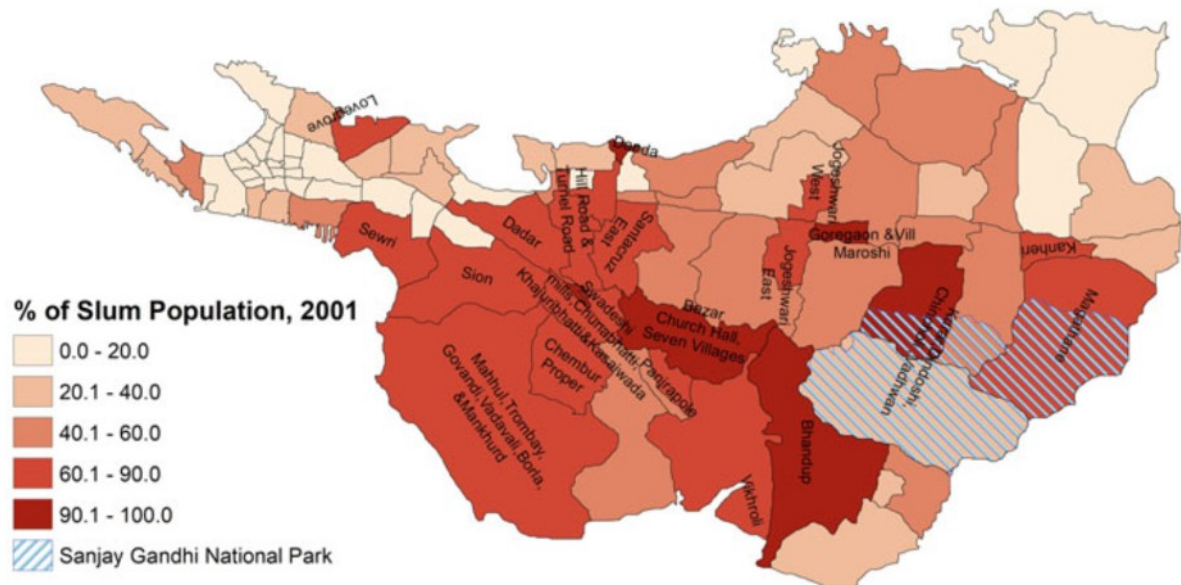 Lovegrove
Danda
Hill Road &
Turnel Road
Santacruz
East
Jogeshwari
West
Goregaon &Vill
Maroshi
Kanheri
Sewri
Dadar
Sion
Swadeshi
mills,Chunabhatti,
Khajunbhatti&Kasaiwada
Jogeshwari
East
Bazar
Church Hall,
Seven Villages
Magathane
Chembur
Proper
Panjrapole
Mahhul,Trombay,
Govandi,Vadavali,Borla,
&Mankhurd
Bhandup
Vikhroli
% of Slum Population, 2001
0.0 - 20.0
20.1 - 40.0
40.1 - 60.0
60.1 - 90.0
90.1 - 100.0
Sanjay Gandhi National Park